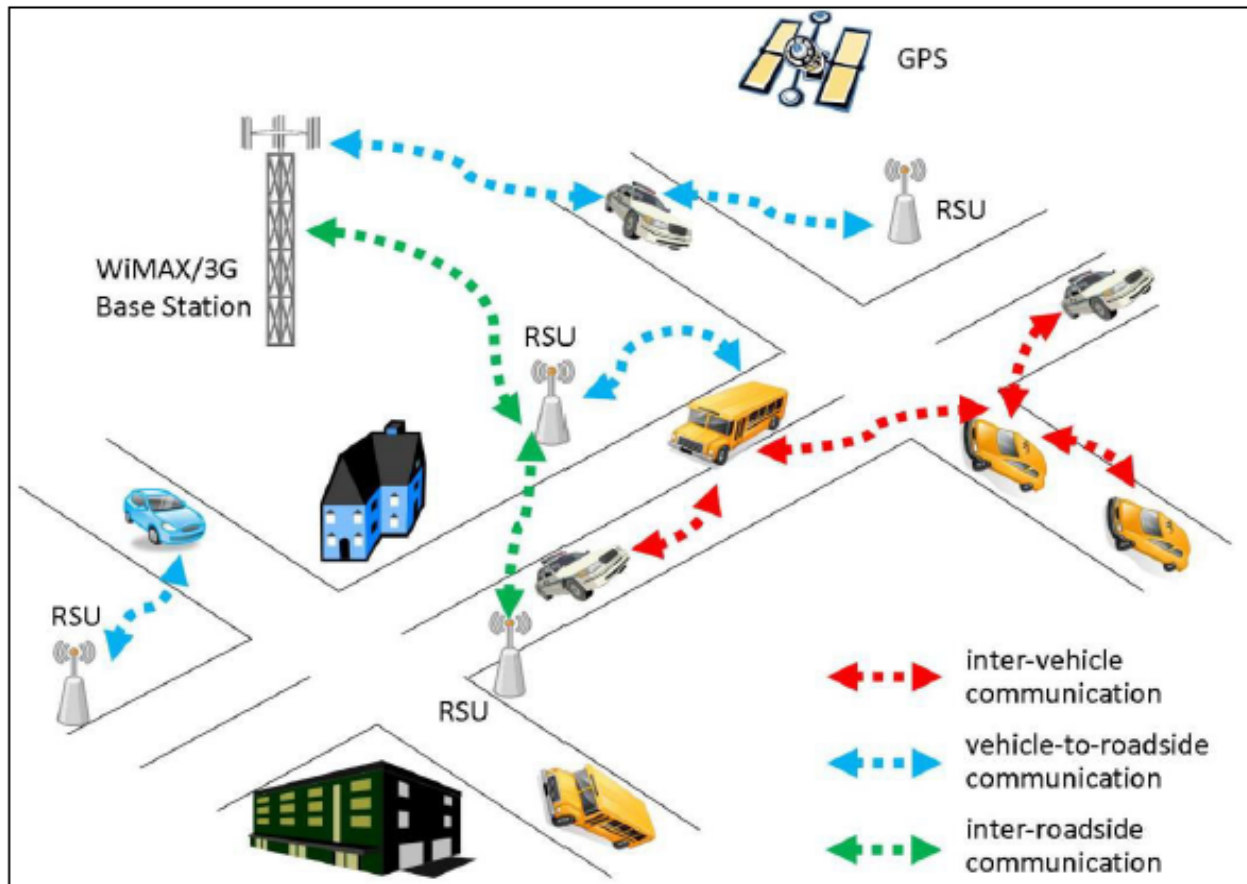 GPS
RSU
WiMAX/3G
Base Station
RSU
RSU
RSU
inter-vehicle
communication
vehicle-to-roadside
communication
inter-roadside
communication